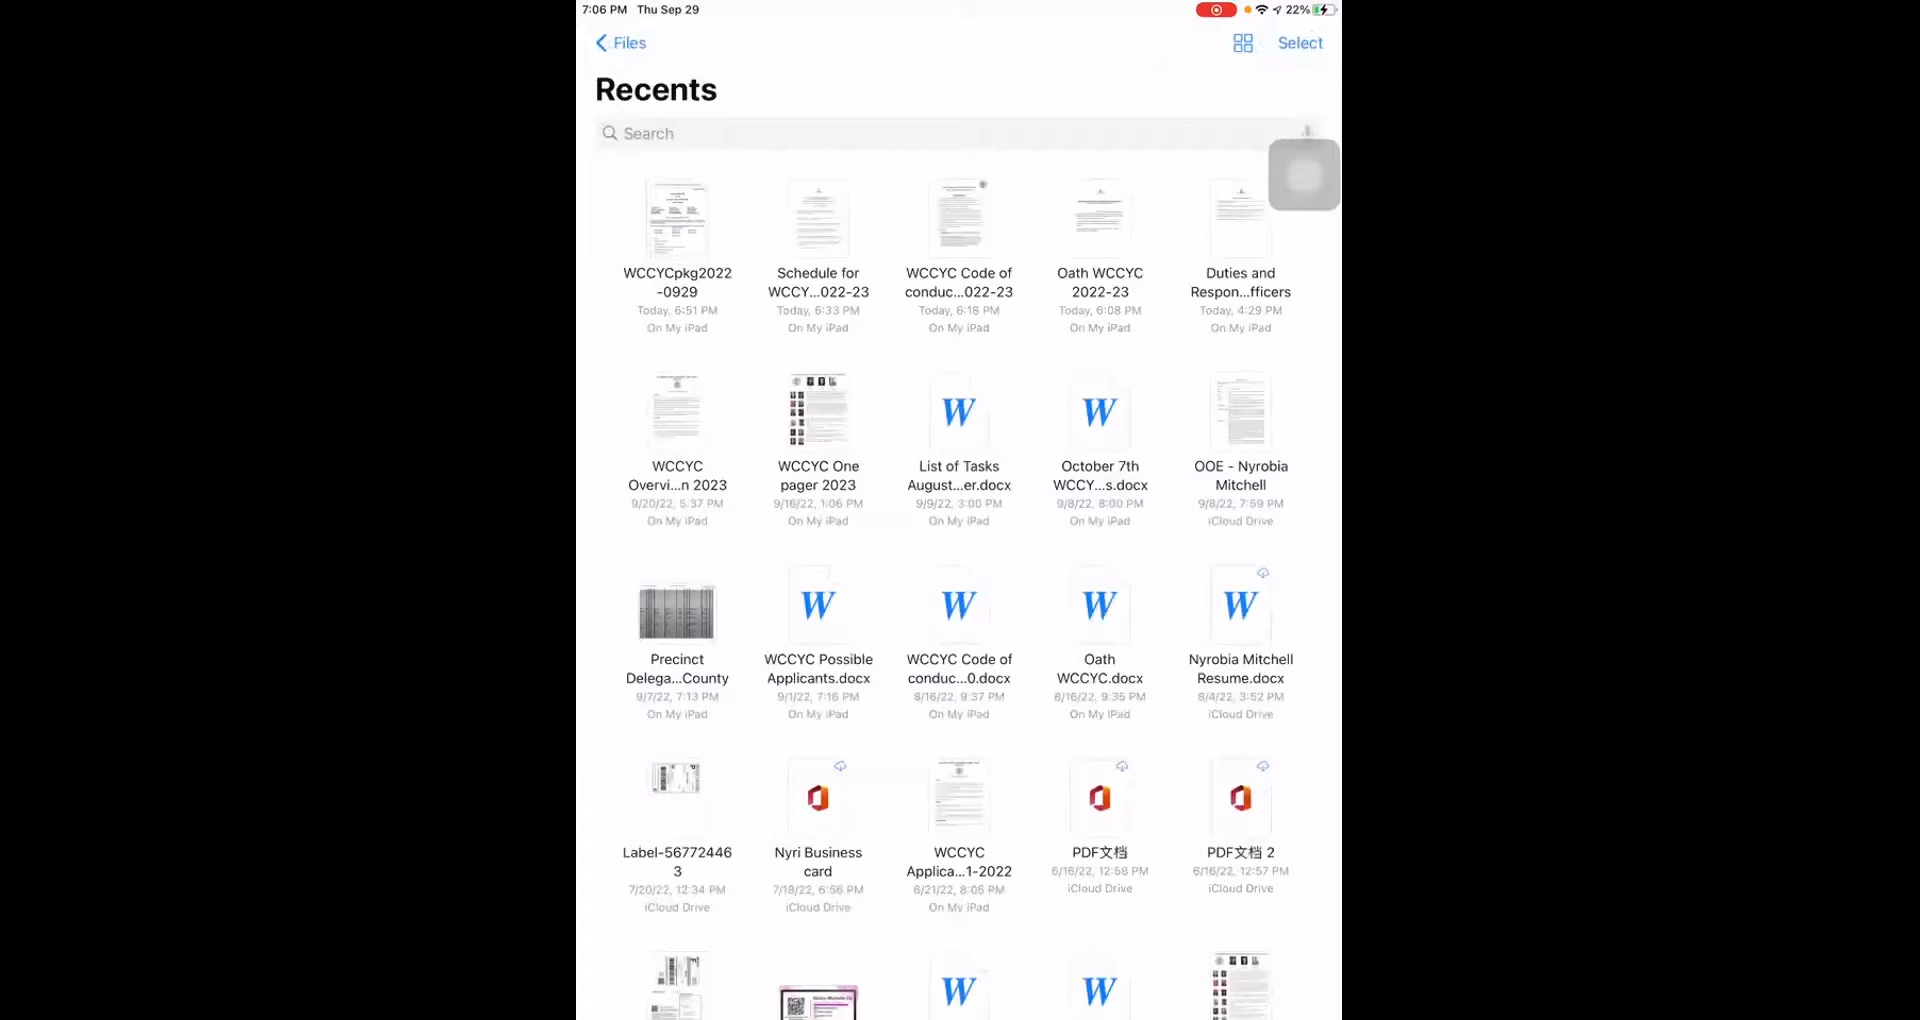 7:06 PM Thu Sep 29
22%
Files
Select
Recents
Search
WCCYCpkg2022
-0929
Today, 6:51 PM
On My iPad
Schedule for
WCCY...022-23
Today, 6:33 PM
On My iPad
WCCYC Code of
conduc...022-23
Today, 6:18 PM
On My iPad
Oath WCCYC
2022-23
Today, 6:08 PM
On My iPad
Duties and
Respon...fficers
Today, 4:29 PM
On My iPad
WCCYC
Overvi...n 2023
9/20/22, 5:37 PM
On My iPad
WCCYC One
pager 2023
9/16/22, 1:06 PM
On My iPad
W
List of Tasks
August...er.docx
9/9/22, 3:00 PM
On My iPad
W
October 7th
WCCY...s.docx
9/8/22, 8:00 PM
On My iPad
OOE - Nyrobia
Mitchell
9/8/22, 7:59 PM
iCloud Drive
Precinct
Delega...County
9/7/22, 7:13 PM
On My iPad
W
WCCYC Possible
Applicants.docx
9/1/22, 7:16 PM
On My iPad
W
WCCYC Code of
conduc...0.docx
8/16/22, 9:37 PM
On My iPad
W
Oath
WCCYC.docx
8/16/22, 9:35 PM
On My iPad
W
Nyrobia Mitchell
Resume.docx
8/4/22, 3:52 PM
iCloud Drive
Label-56772446
3
7/20/22, 12:34 PM
iCloud Drive
Nyri Business
card
7/18/22, 6:56 PM
iCloud Drive
WCCYC
Applica...1-2022
6/21/22, 8:05 PM
On My iPad
PDF文档
6/16/22, 12:58 PM
iCloud Drive
PDF文档 2
6/16/22, 12:57 PM
iCloud Drive
W
W